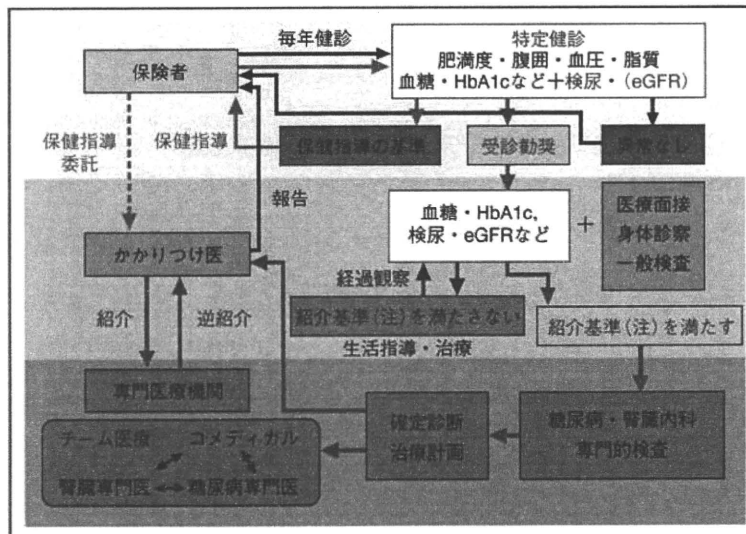 毎年健診
特定健診
肥満度・腹囲・血圧・脂質
血糖・HbA1cなど＋検尿・(eGFR)
保険者
保健指導
委託
保健指導
保健指導の基準
受診勧奨
異常なし
報告
血糖・HbA1c,
検尿・eGFRなど
+
医療面接
身体診察
一般検査
かかりつけ医
経過観察
紹介基準(注)を満たさない
紹介基準(注)を満たす
生活指導・治療
紹介
逆紹介
専門医療機関
チーム医療
コメディカル
腎臓専門医
糖尿病専門医
確定診断
治療計画
糖尿病・腎臓内科
専門的検査